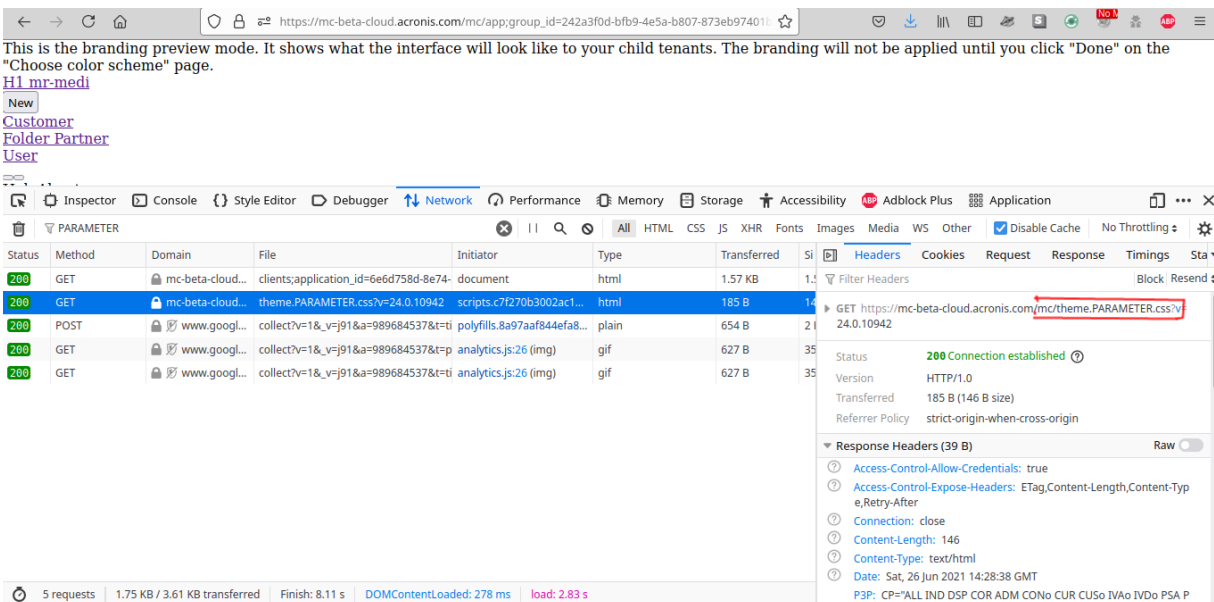 https://mc-beta-cloud.acronis.com/mc/app;group_id=242a3f0d-bfb9-4e5a-b807-873eb97401b
No M
S
ABP
This is the branding preview mode. It shows what the interface will look like to your child tenants. The branding will not be applied until you click "Done" on the
"Choose color scheme" page.
H1 mr-medi
New
Customer
Folder Partner
User
Inspector Console Style Editor Debugger Network Performance Memory Storage Accessibility ABP Adblock Plus Application
PARAMETER All HTML CSS JS XHR Fonts Images Media WS Other Disable Cache No Throttling
Status Method Domain File Initiator Type Transferred Si Headers Cookies Request Response Timings Sta
200 GET mc-beta-cloud... clients;application_id=6e6d758d-8e74- document html 1.57 KB 1.5
Filter Headers Block Resend
200 GET mc-beta-cloud... theme.PARAMETER.css?v=24.0.10942 scripts.c7f270b3002ac1... html 185 B 14
GET https://mc-beta-cloud.acronis.com/mc/theme.PARAMETER.css?v=
24.0.10942
200 POST www.googl... collect?v=1&_v=j91&a=989684537&t=ti polyfills.8a97aaf844efa8... plain 654 B 2
200 GET www.googl... collect?v=1&_v=j91&a=989684537&t=p analytics.js:26 (img) gif 627 B 35
200 GET www.googl... collect?v=1&_v=j91&a=989684537&t=ti analytics.js:26 (img) gif 627 B 35
Status 200 Connection established
Version HTTP/1.0
Transferred 185 B (146 B size)
Referrer Policy strict-origin-when-cross-origin
Response Headers (39 B) Raw
Access-Control-Allow-Credentials: true
Access-Control-Expose-Headers: ETag,Content-Length,Content-Typ
e,Retry-After
Connection: close
Content-Length: 146
Content-Type: text/html
Date: Sat, 26 Jun 2021 14:28:38 GMT
P3P: CP="ALL IND DSP COR ADM CONo CUR CUSo IVAo IVDo PSA P
5 requests 1.75 KB / 3.61 KB transferred Finish: 8.11 s DOMContentLoaded: 278 ms load: 2.83 s